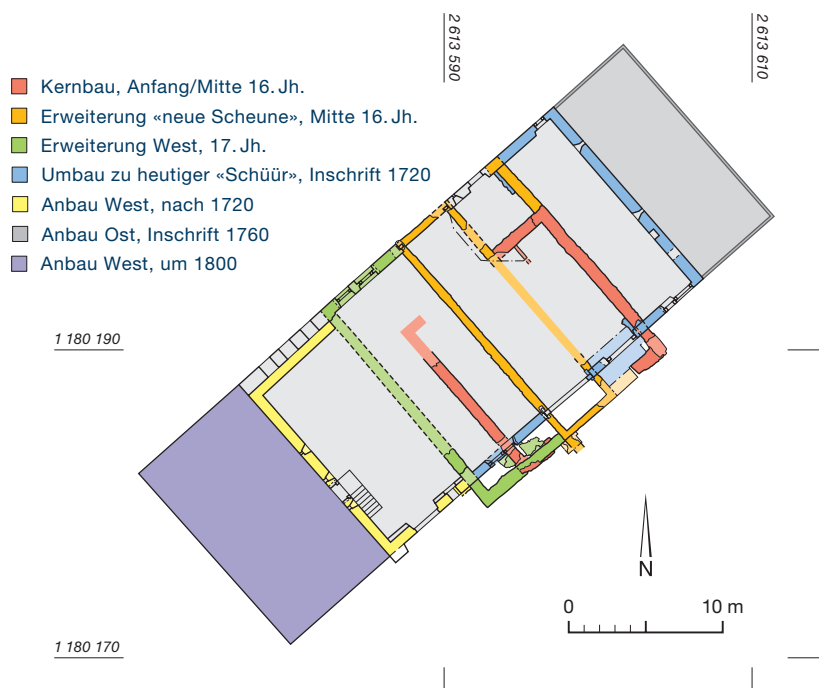 2 613 590
2 613 610
Kernbau, Anfang/Mitte 16. Jh.
Erweiterung «neue Scheune», Mitte 16. Jh.
Erweiterung West, 17. Jh.
Umbau zu heutiger «Schüür», Inschrift 1720
Anbau West, nach 1720
Anbau Ost, Inschrift 1760
Anbau West, um 1800
1 180 190
N
0 10 m
1 180 170